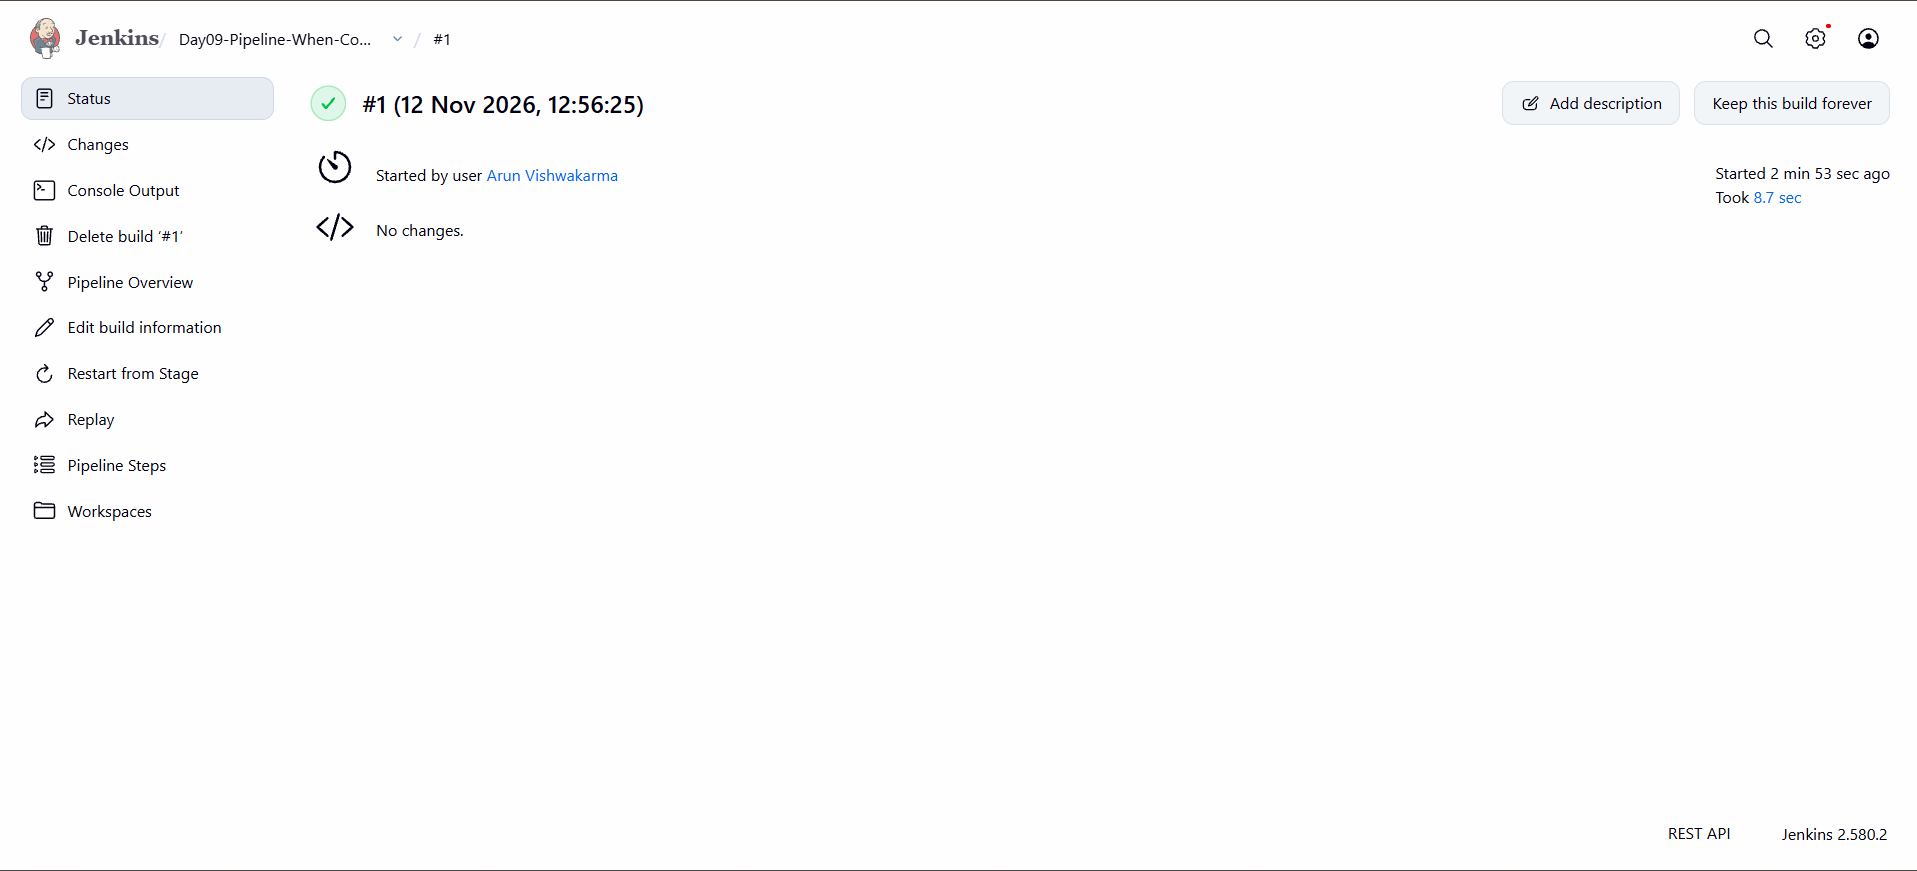 Jenkins / Day09-Pipeline-When-Co... / #1
Status
Changes
Console Output
Delete build ‘#1’
Pipeline Overview
Edit build information
Restart from Stage
Replay
Pipeline Steps
Workspaces
#1 (12 Nov 2026, 12:56:25)
Add description
Keep this build forever
Started by user Arun Vishwakarma
No changes.
Started 2 min 53 sec ago
Took 8.7 sec
REST API
Jenkins 2.580.2